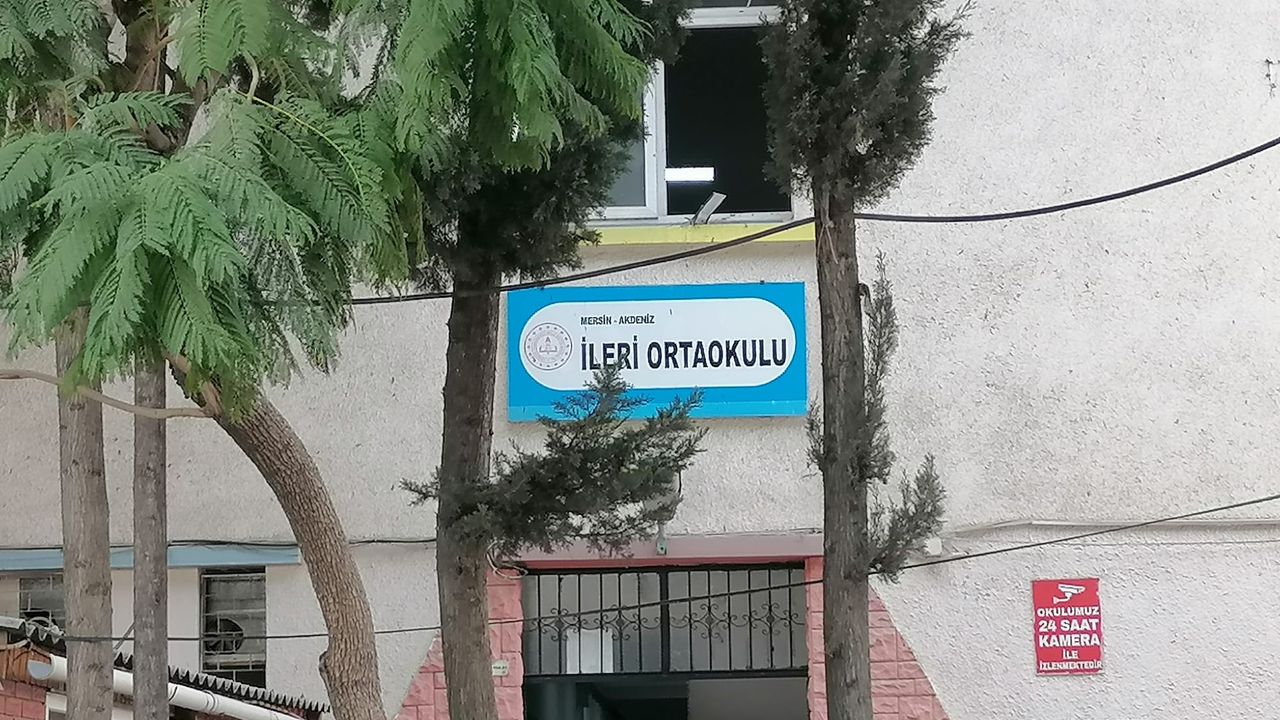 MERSİN - AKDENİZ
İLERİ ORTAOKULU
OKULUMUZ
24 SAAT
KAMERA
İLE
İZLENMEKTEDİR